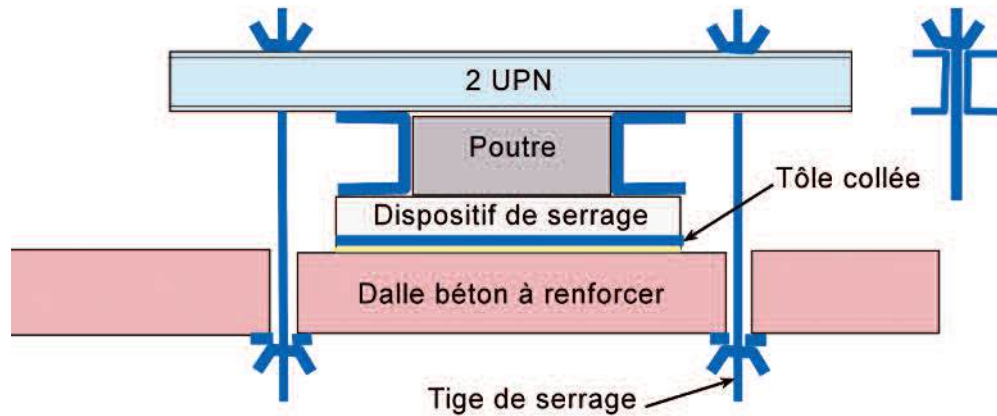 2 UPN
Poutre
Tôle collée
Dispositif de serrage
Dalle béton à renforcer
Tige de serrage